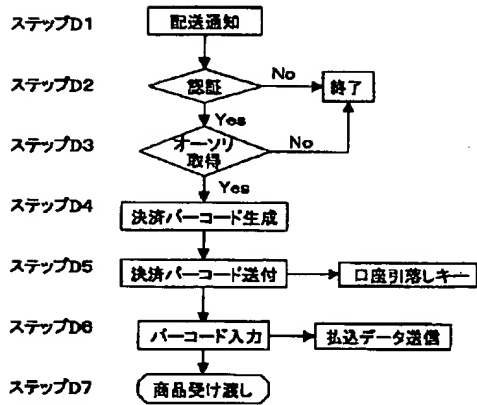 ステップD1
配送通知
ステップD2
認証
No
終了
Yes
ステップD3
オーソリ
取得
No
Yes
ステップD4
決済バーコード生成
ステップD5
決済バーコード送付
口座引落しキー
ステップD6
バーコード入力
払込データ送信
ステップD7
商品受け渡し